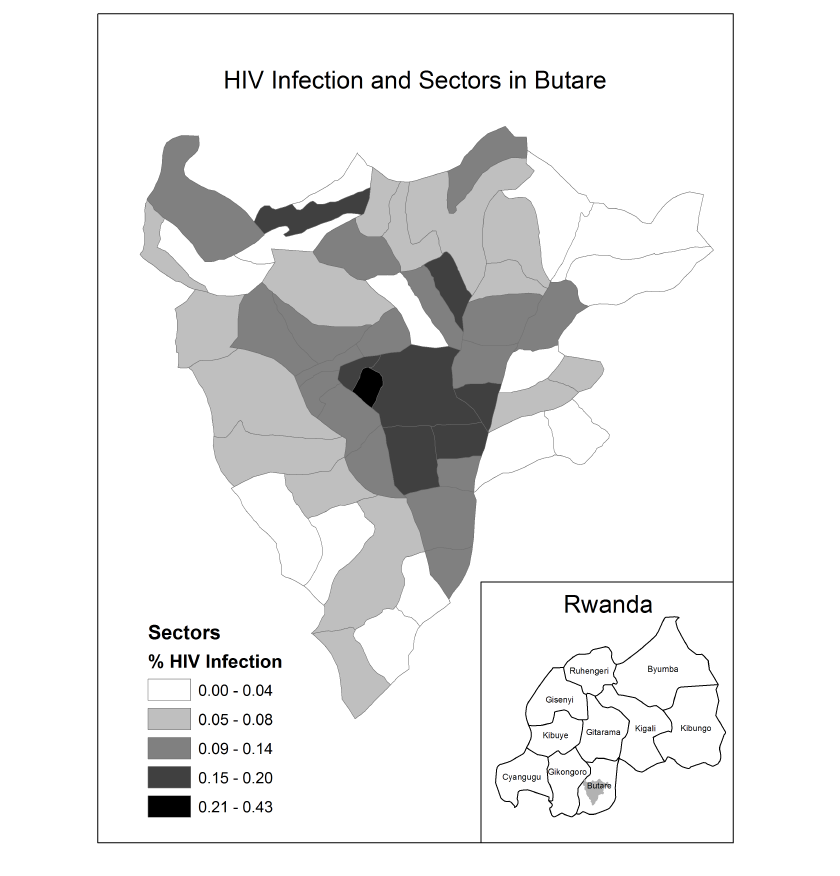 HIV Infection and Sectors in Butare
Sectors
% HIV Infection
0.00 - 0.04
0.05 - 0.08
0.09 - 0.14
0.15 - 0.20
0.21 - 0.43
Rwanda
Ruhengeri
Byumba
Gisenyi
Kibuye
Gitarama
Kigali
Kibungo
Cyangugu
Gikongoro
Butare